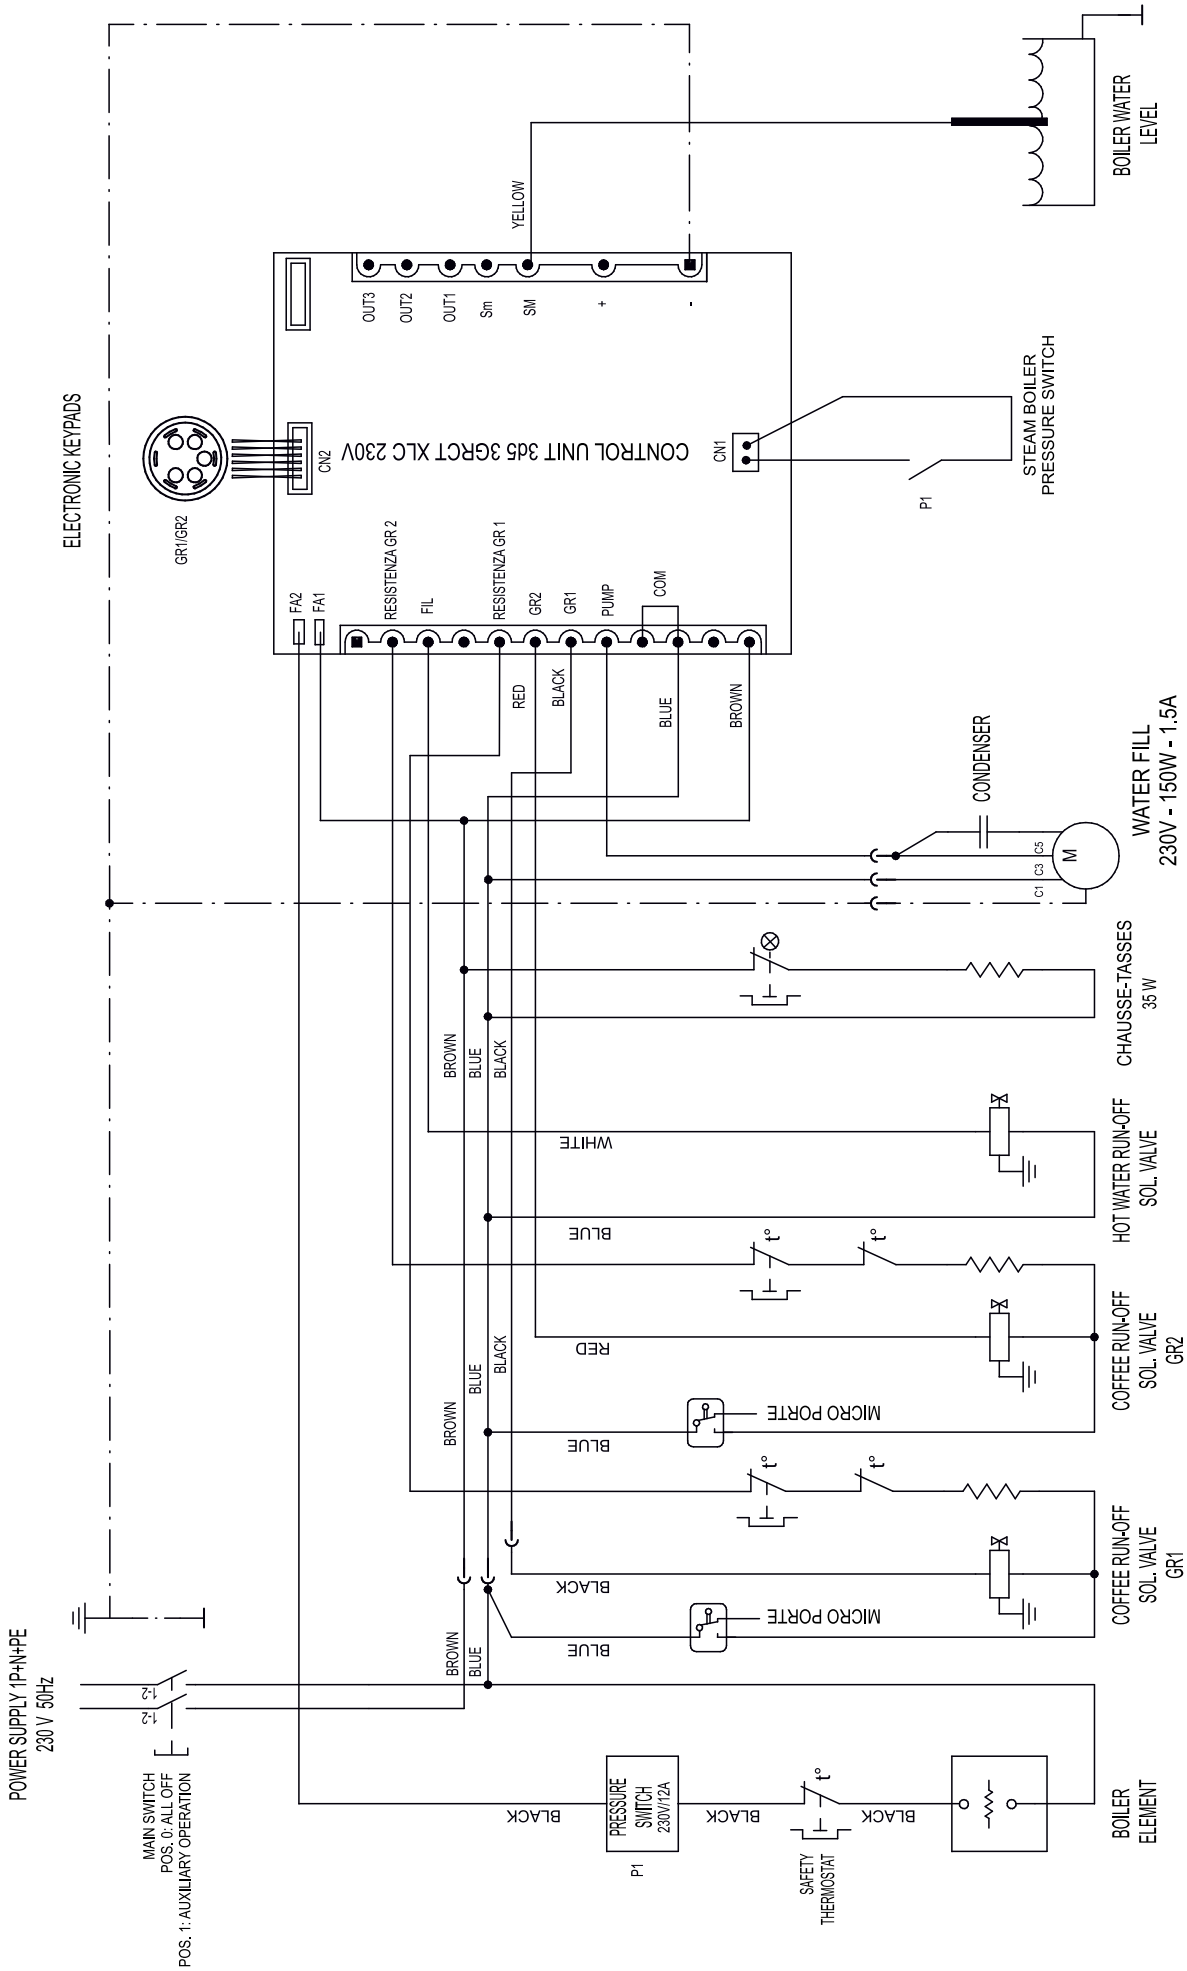 POWER SUPPLY 1P+N+PE
230 V 50Hz
MAIN SWITCH
POS. 0: ALL OFF
POS. 1: AUXILIARY OPERATION
1-2
1-2
ELECTRONIC KEYPADS
GR1/GR2
CN2
CONTROL UNIT 3d5 3GRCT XLC 230V
FA2
FA1
RESISTENZA GR 2
FIL
RESISTENZA GR 1
GR2
GR1
PUMP
COM
OUT3
OUT2
OUT1
Sm
SM
+
-
CN1
P1
STEAM BOILER
PRESSURE SWITCH
YELLOW
BOILER WATER
LEVEL
RED
BLACK
BLUE
BROWN
BROWN
BLUE
BLACK
BROWN
BLUE
BLACK
BROWN
BLUE
BLACK
PRESSURE
SWITCH
230V/12A
P1
BLACK
SAFETY
THERMOSTAT
t°
BLACK
BOILER
ELEMENT
BLUE
MICRO PORTE
BLACK
t°
t°
COFFEE RUN-OFF
SOL. VALVE
GR1
BLUE
MICRO PORTE
RED
t°
t°
COFFEE RUN-OFF
SOL. VALVE
GR2
BLUE
WHITE
HOT WATER RUN-OFF
SOL. VALVE
CHAUSSE-TASSES
35 W
CONDENSER
C1
C3
C5
M
WATER FILL
230V - 150W - 1.5A